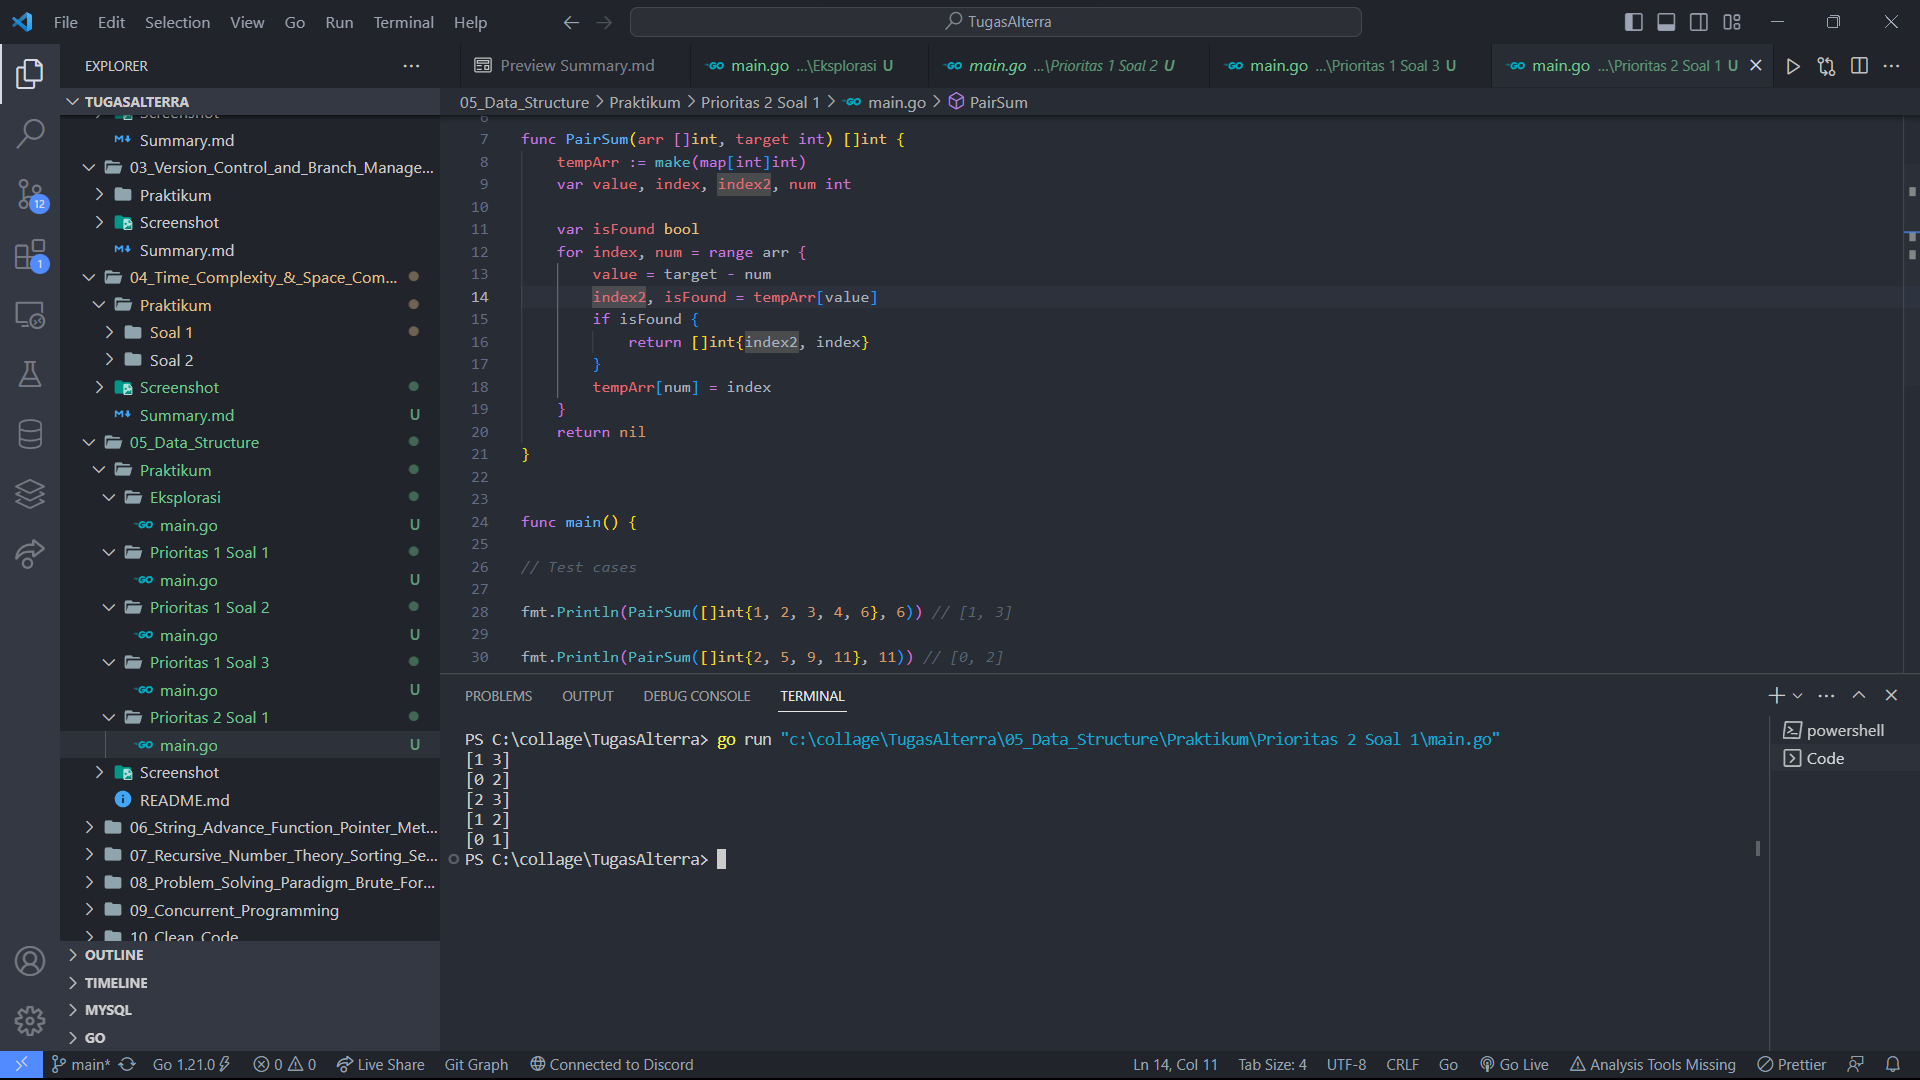 File Edit Selection View Go Run Terminal Help
TugasAlterra
EXPLORER
Preview Summary.md
main.go ...\Eksplorasi U
main.go ...\Prioritas 1 Soal 2 U
main.go ...\Prioritas 1 Soal 3 U
main.go ...\Prioritas 2 Soal 1 U
TUGASALTERRA
Screenshot
Summary.md
03_Version_Control_and_Branch_Manage...
Praktikum
Screenshot
Summary.md
04_Time_Complexity_&_Space_Com...
Praktikum
Soal 1
Soal 2
Screenshot
Summary.md U
05_Data_Structure
Praktikum
Eksplorasi
main.go U
Prioritas 1 Soal 1
main.go U
Prioritas 1 Soal 2
main.go U
Prioritas 1 Soal 3
main.go U
Prioritas 2 Soal 1
main.go U
Screenshot
README.md
06_String_Advance_Function_Pointer_Met...
07_Recursive_Number_Theory_Sorting_Se...
08_Problem_Solving_Paradigm_Brute_For...
09_Concurrent_Programming
10_Clean_Code
OUTLINE
TIMELINE
MYSQL
GO
12
1
05_Data_Structure > Praktikum > Prioritas 2 Soal 1 > main.go > PairSum
6
7 func PairSum(arr []int, target int) []int {
8 tempArr := make(map[int]int)
9 var value, index, index2, num int
10
11 var isFound bool
12 for index, num = range arr {
13 value = target - num
14 index2, isFound = tempArr[value]
15 if isFound {
16 return []int{index2, index}
17 }
18 tempArr[num] = index
19 }
20 return nil
21 }
22
23
24 func main() {
25
26 // Test cases
27
28 fmt.Println(PairSum([]int{1, 2, 3, 4, 6}, 6)) // [1, 3]
29
30 fmt.Println(PairSum([]int{2, 5, 9, 11}, 11)) // [0, 2]
PROBLEMS OUTPUT DEBUG CONSOLE TERMINAL
PS C:\collage\TugasAlterra> go run "c:\collage\TugasAlterra\05_Data_Structure\Praktikum\Prioritas 2 Soal 1\main.go"
[1 3]
[0 2]
[2 3]
[1 2]
[0 1]
PS C:\collage\TugasAlterra>
powershell
Code
main* Go 1.21.0 0 0 Live Share Git Graph Connected to Discord Ln 14, Col 11 Tab Size: 4 UTF-8 CRLF Go Go Live Analysis Tools Missing Prettier